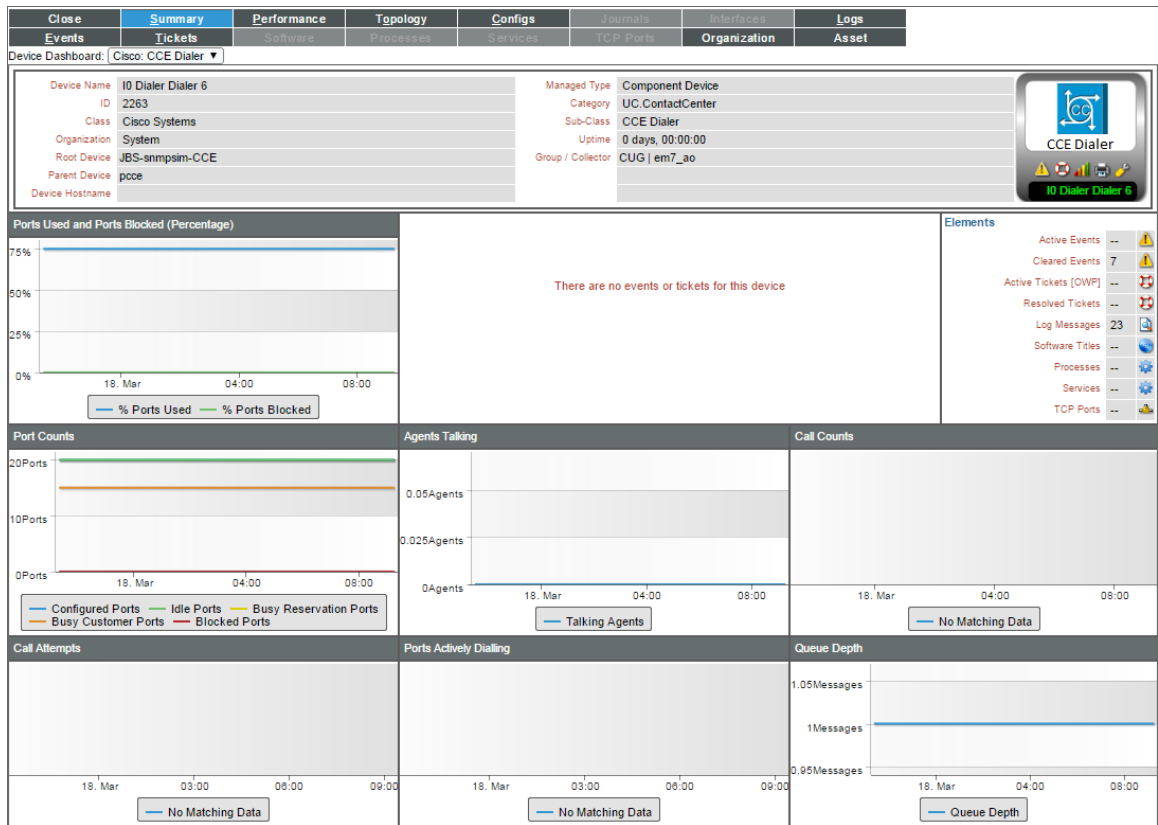 Close Summary Performance Topology Configs Journals Interfaces Logs
Events Tickets Software Processes Services TCP Ports Organization Asset
Device Dashboard: Cisco: CCE Dialer ▼
Device Name I0 Dialer Dialer 6
ID 2263
Class Cisco Systems
Organization System
Root Device JBS-snmpsim-CCE
Parent Device pcce
Device Hostname
Managed Type Component Device
Category UC.ContactCenter
Sub-Class CCE Dialer
Uptime 0 days, 00:00:00
Group / Collector CUG | em7_ao
CC
CCE Dialer
I0 Dialer Dialer 6
Ports Used and Ports Blocked (Percentage)
75%
50%
25%
0%
18. Mar 04:00 08:00
% Ports Used % Ports Blocked
There are no events or tickets for this device
Elements
Active Events --
Cleared Events 7
Active Tickets [OWP] --
Resolved Tickets --
Log Messages 23
Software Titles --
Processes --
Services --
TCP Ports --
Port Counts
20Ports
10Ports
0Ports
18. Mar 04:00 08:00
Configured Ports Idle Ports Busy Reservation Ports
Busy Customer Ports Blocked Ports
Agents Talking
0.05Agents
0.025Agents
0Agents
18. Mar 04:00 08:00
Talking Agents
Call Counts
18. Mar 04:00 08:00
No Matching Data
Call Attempts
18. Mar 03:00 06:00 09:00
No Matching Data
Ports Actively Dialling
18. Mar 03:00 06:00 09:00
No Matching Data
Queue Depth
1.05Messages
1Messages
0.95Messages
18. Mar 04:00 08:00
Queue Depth